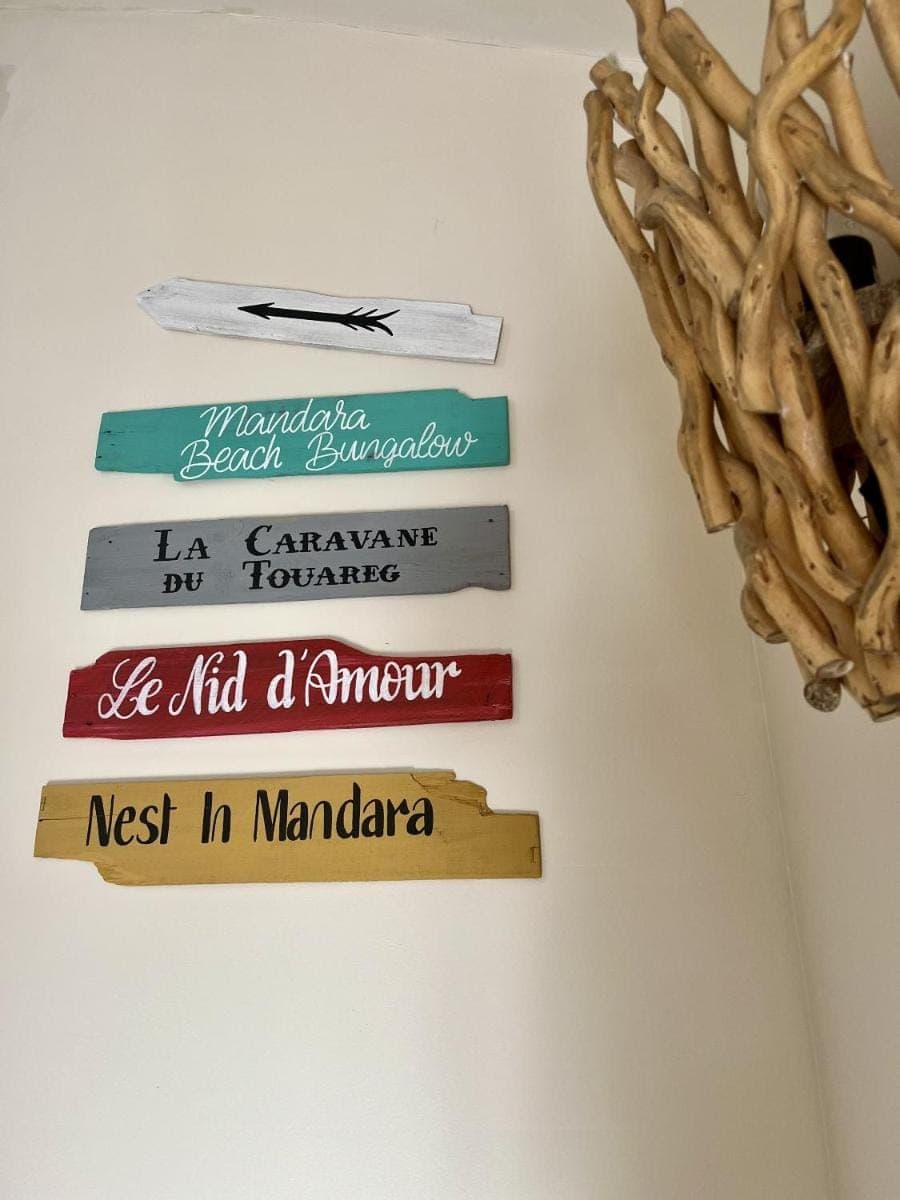 Mandara
Beach Bungalow
LA CARAVANE
DU TOUAREG
Le Nid d'Amour
Nest In Mandara